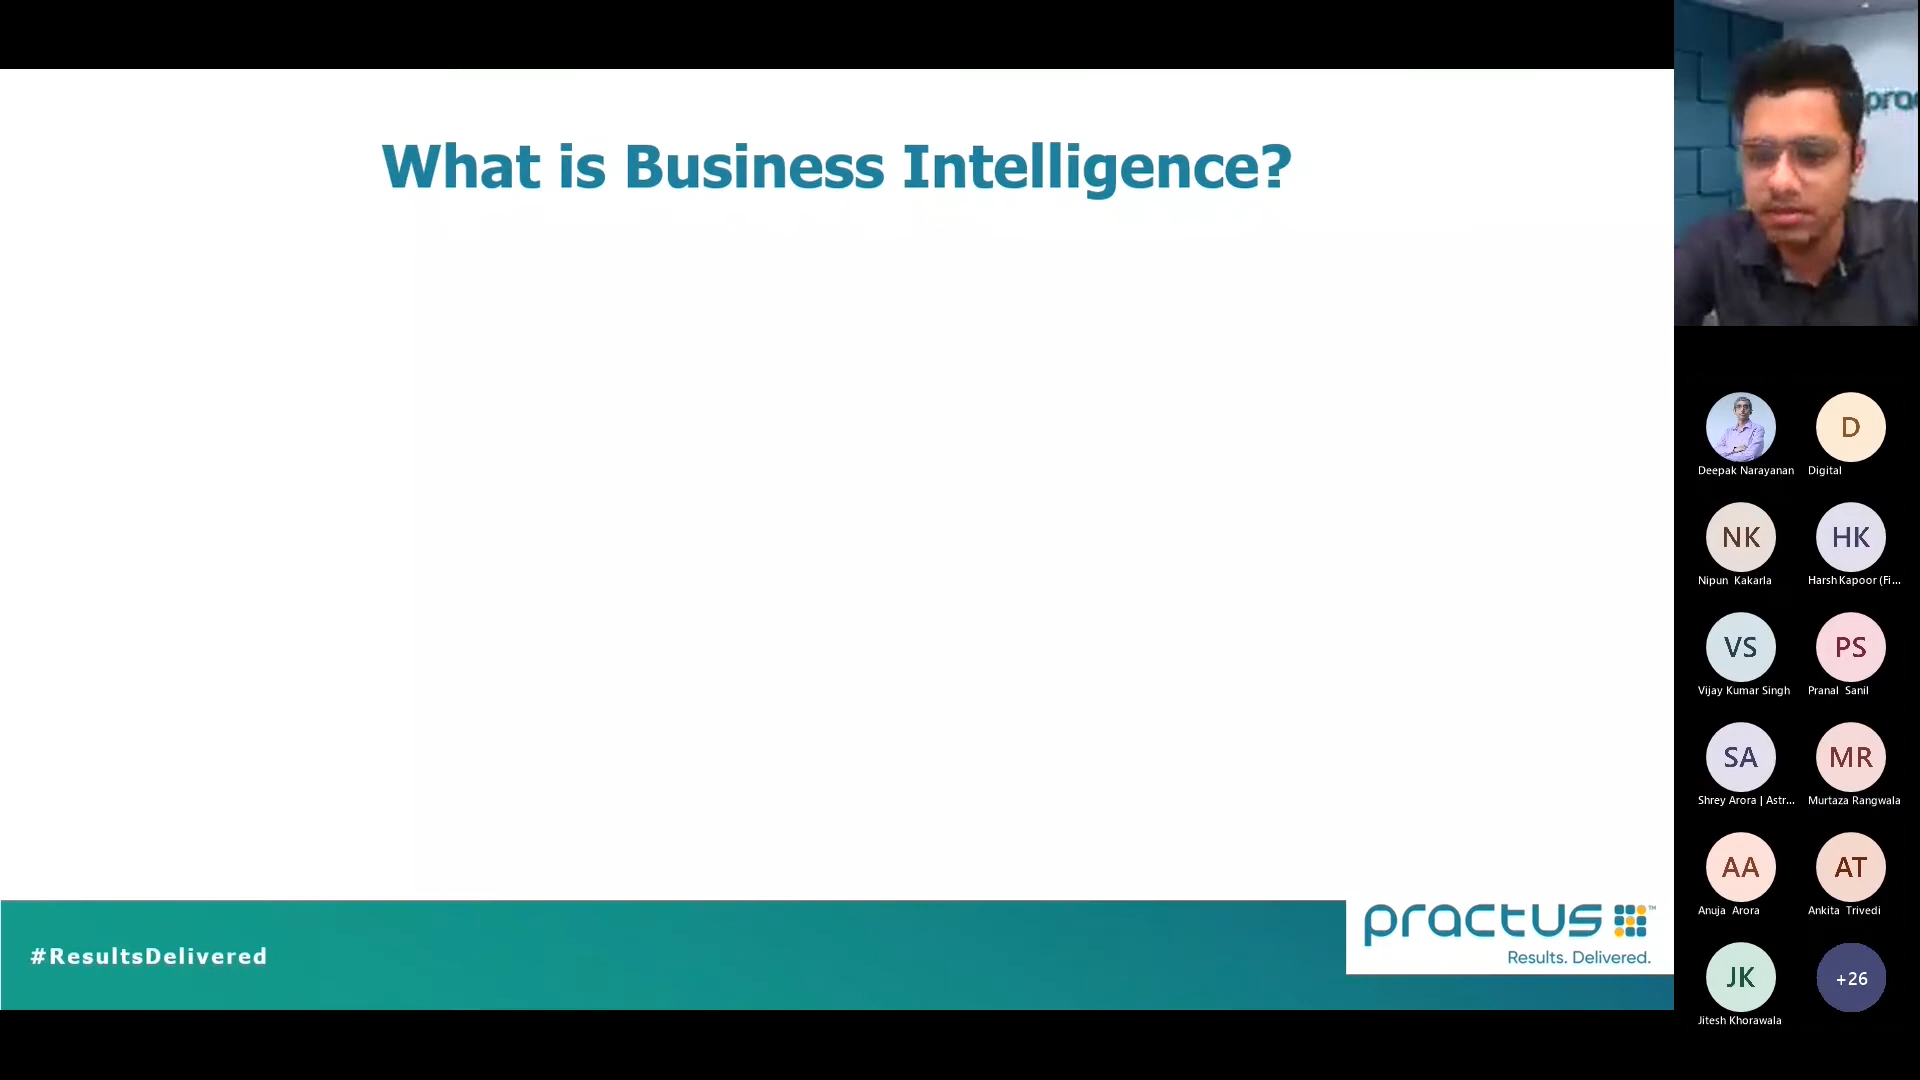 What is Business Intelligence?
#ResultsDelivered
practus™
Results. Delivered.
prac
Deepak Narayanan
D
Digital
NK
Nipun Kakarla
HK
Harsh Kapoor (Fi...
VS
Vijay Kumar Singh
PS
Pranal Sanil
SA
Shrey Arora | Astr...
MR
Murtaza Rangwala
AA
Anuja Arora
AT
Ankita Trivedi
JK
Jitesh Khorawala
+26